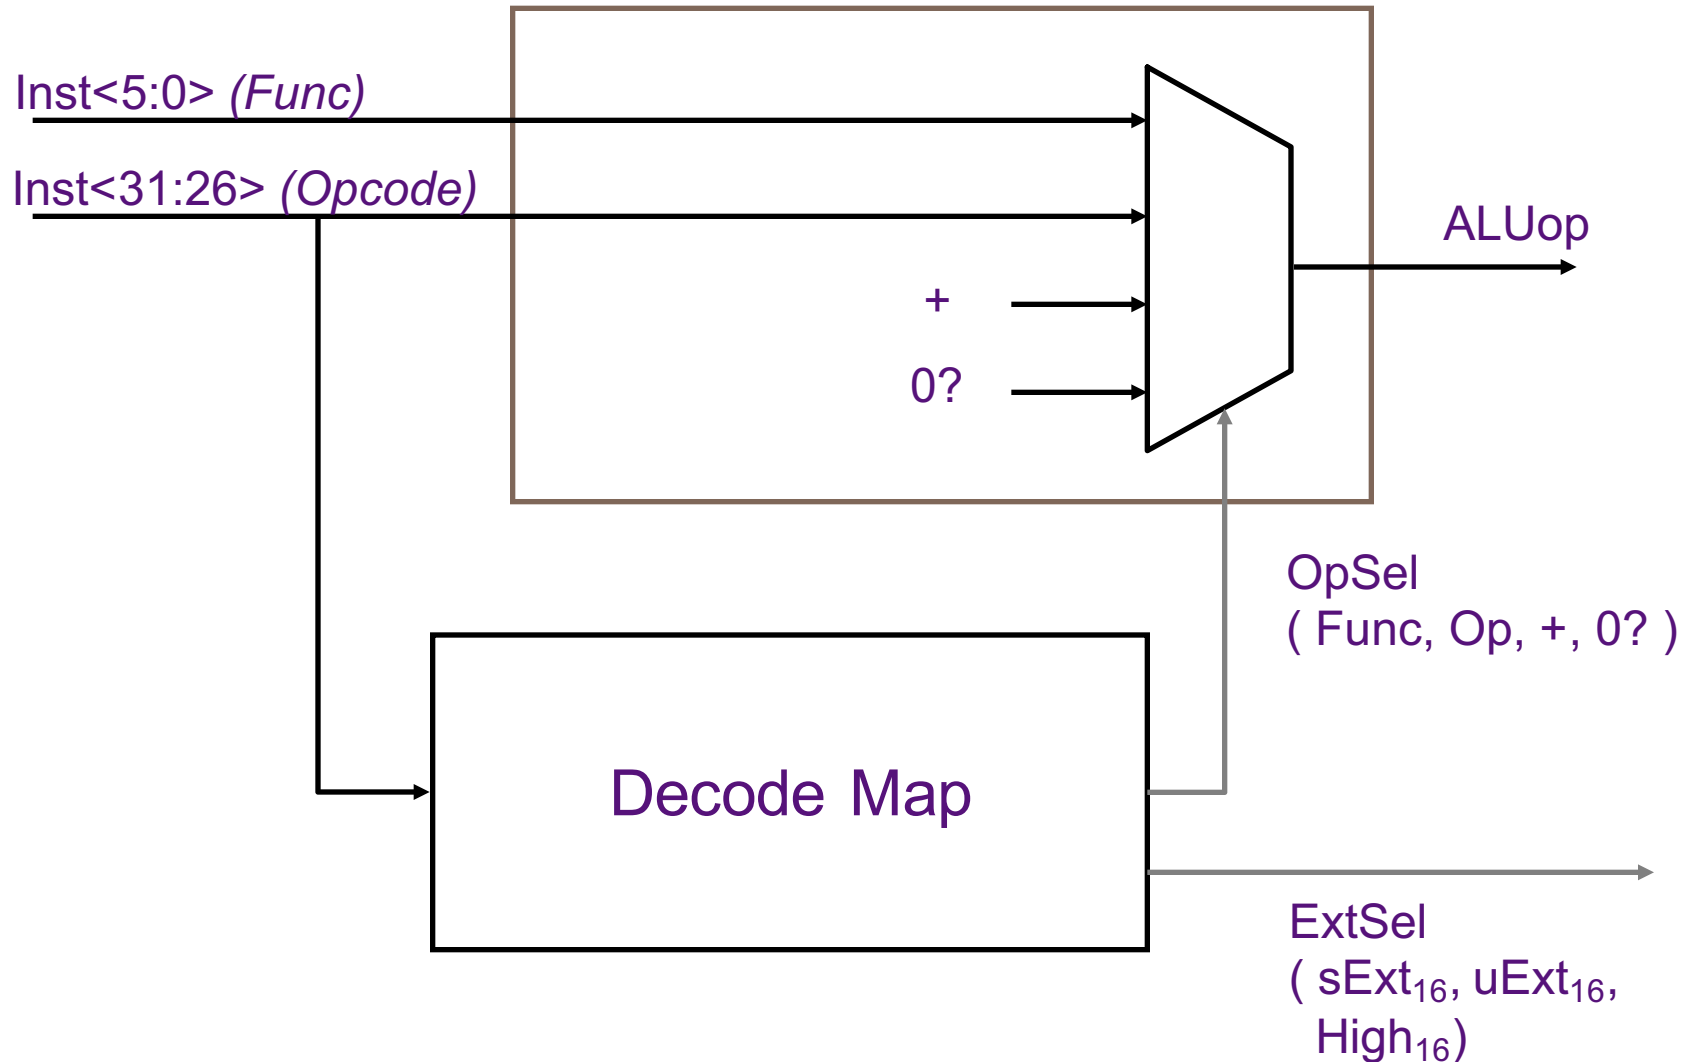 Inst<5:0> (Func)
Inst<31:26> (Opcode)
ALUop
+
0?
OpSel
( Func, Op, +, 0? )
Decode Map
ExtSel
( sExt₁₆, uExt₁₆,
High₁₆)